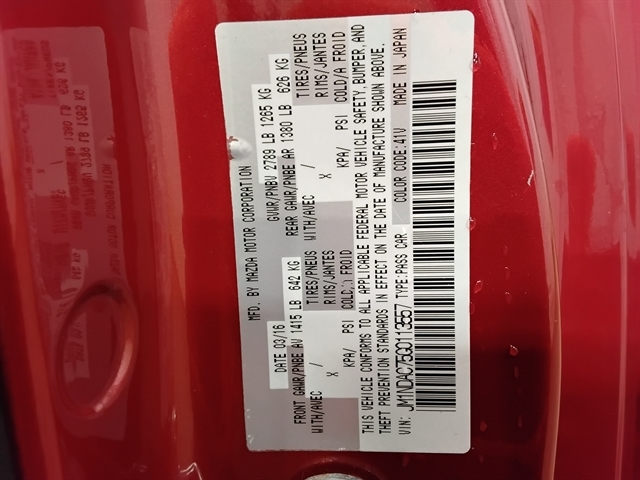 MFD. BY MAZDA MOTOR CORPORATION
DATE 03/16 GVWR/PNBV 2789 LB 1265 KG
FRONT GAWR/PNBE AV 1415 LB 642 KG REAR GAWR/PNBE AR 1380 LB 626 KG
WITH/AVEC / TIRES/PNEUS WITH/AVEC / TIRES/PNEUS
X RIMS/JANTES X RIMS/JANTES
KPA/ PSI COLD/ FROID KPA/ PSI COLD/A FROID
THIS VEHICLE CONFORMS TO ALL APPLICABLE FEDERAL MOTOR VEHICLE SAFETY, BUMPER, AND
THEFT PREVENTION STANDARDS IN EFFECT ON THE DATE OF MANUFACTURE SHOWN ABOVE.
JM1NDAC75G0113557 TYPE:PASS CAR COLOR CODE:41V MADE IN JAPAN
VIN: